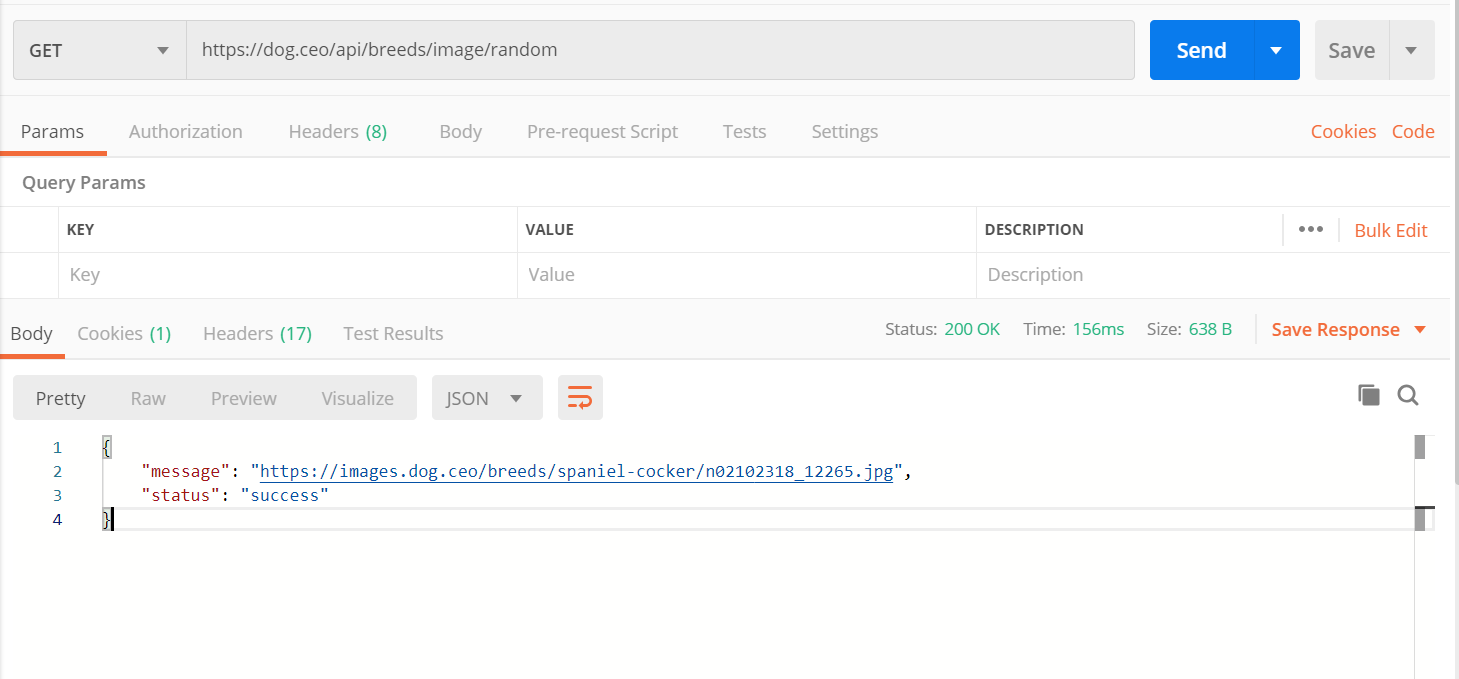 GET https://dog.ceo/api/breeds/image/random Send Save
Params Authorization Headers (8) Body Pre-request Script Tests Settings Cookies Code
Query Params
KEY VALUE DESCRIPTION ••• Bulk Edit
Key Value Description
Body Cookies (1) Headers (17) Test Results Status: 200 OK Time: 156ms Size: 638 B Save Response
Pretty Raw Preview Visualize JSON
1 {
2 "message": "https://images.dog.ceo/breeds/spaniel-cocker/n02102318_12265.jpg",
3 "status": "success"
4 }